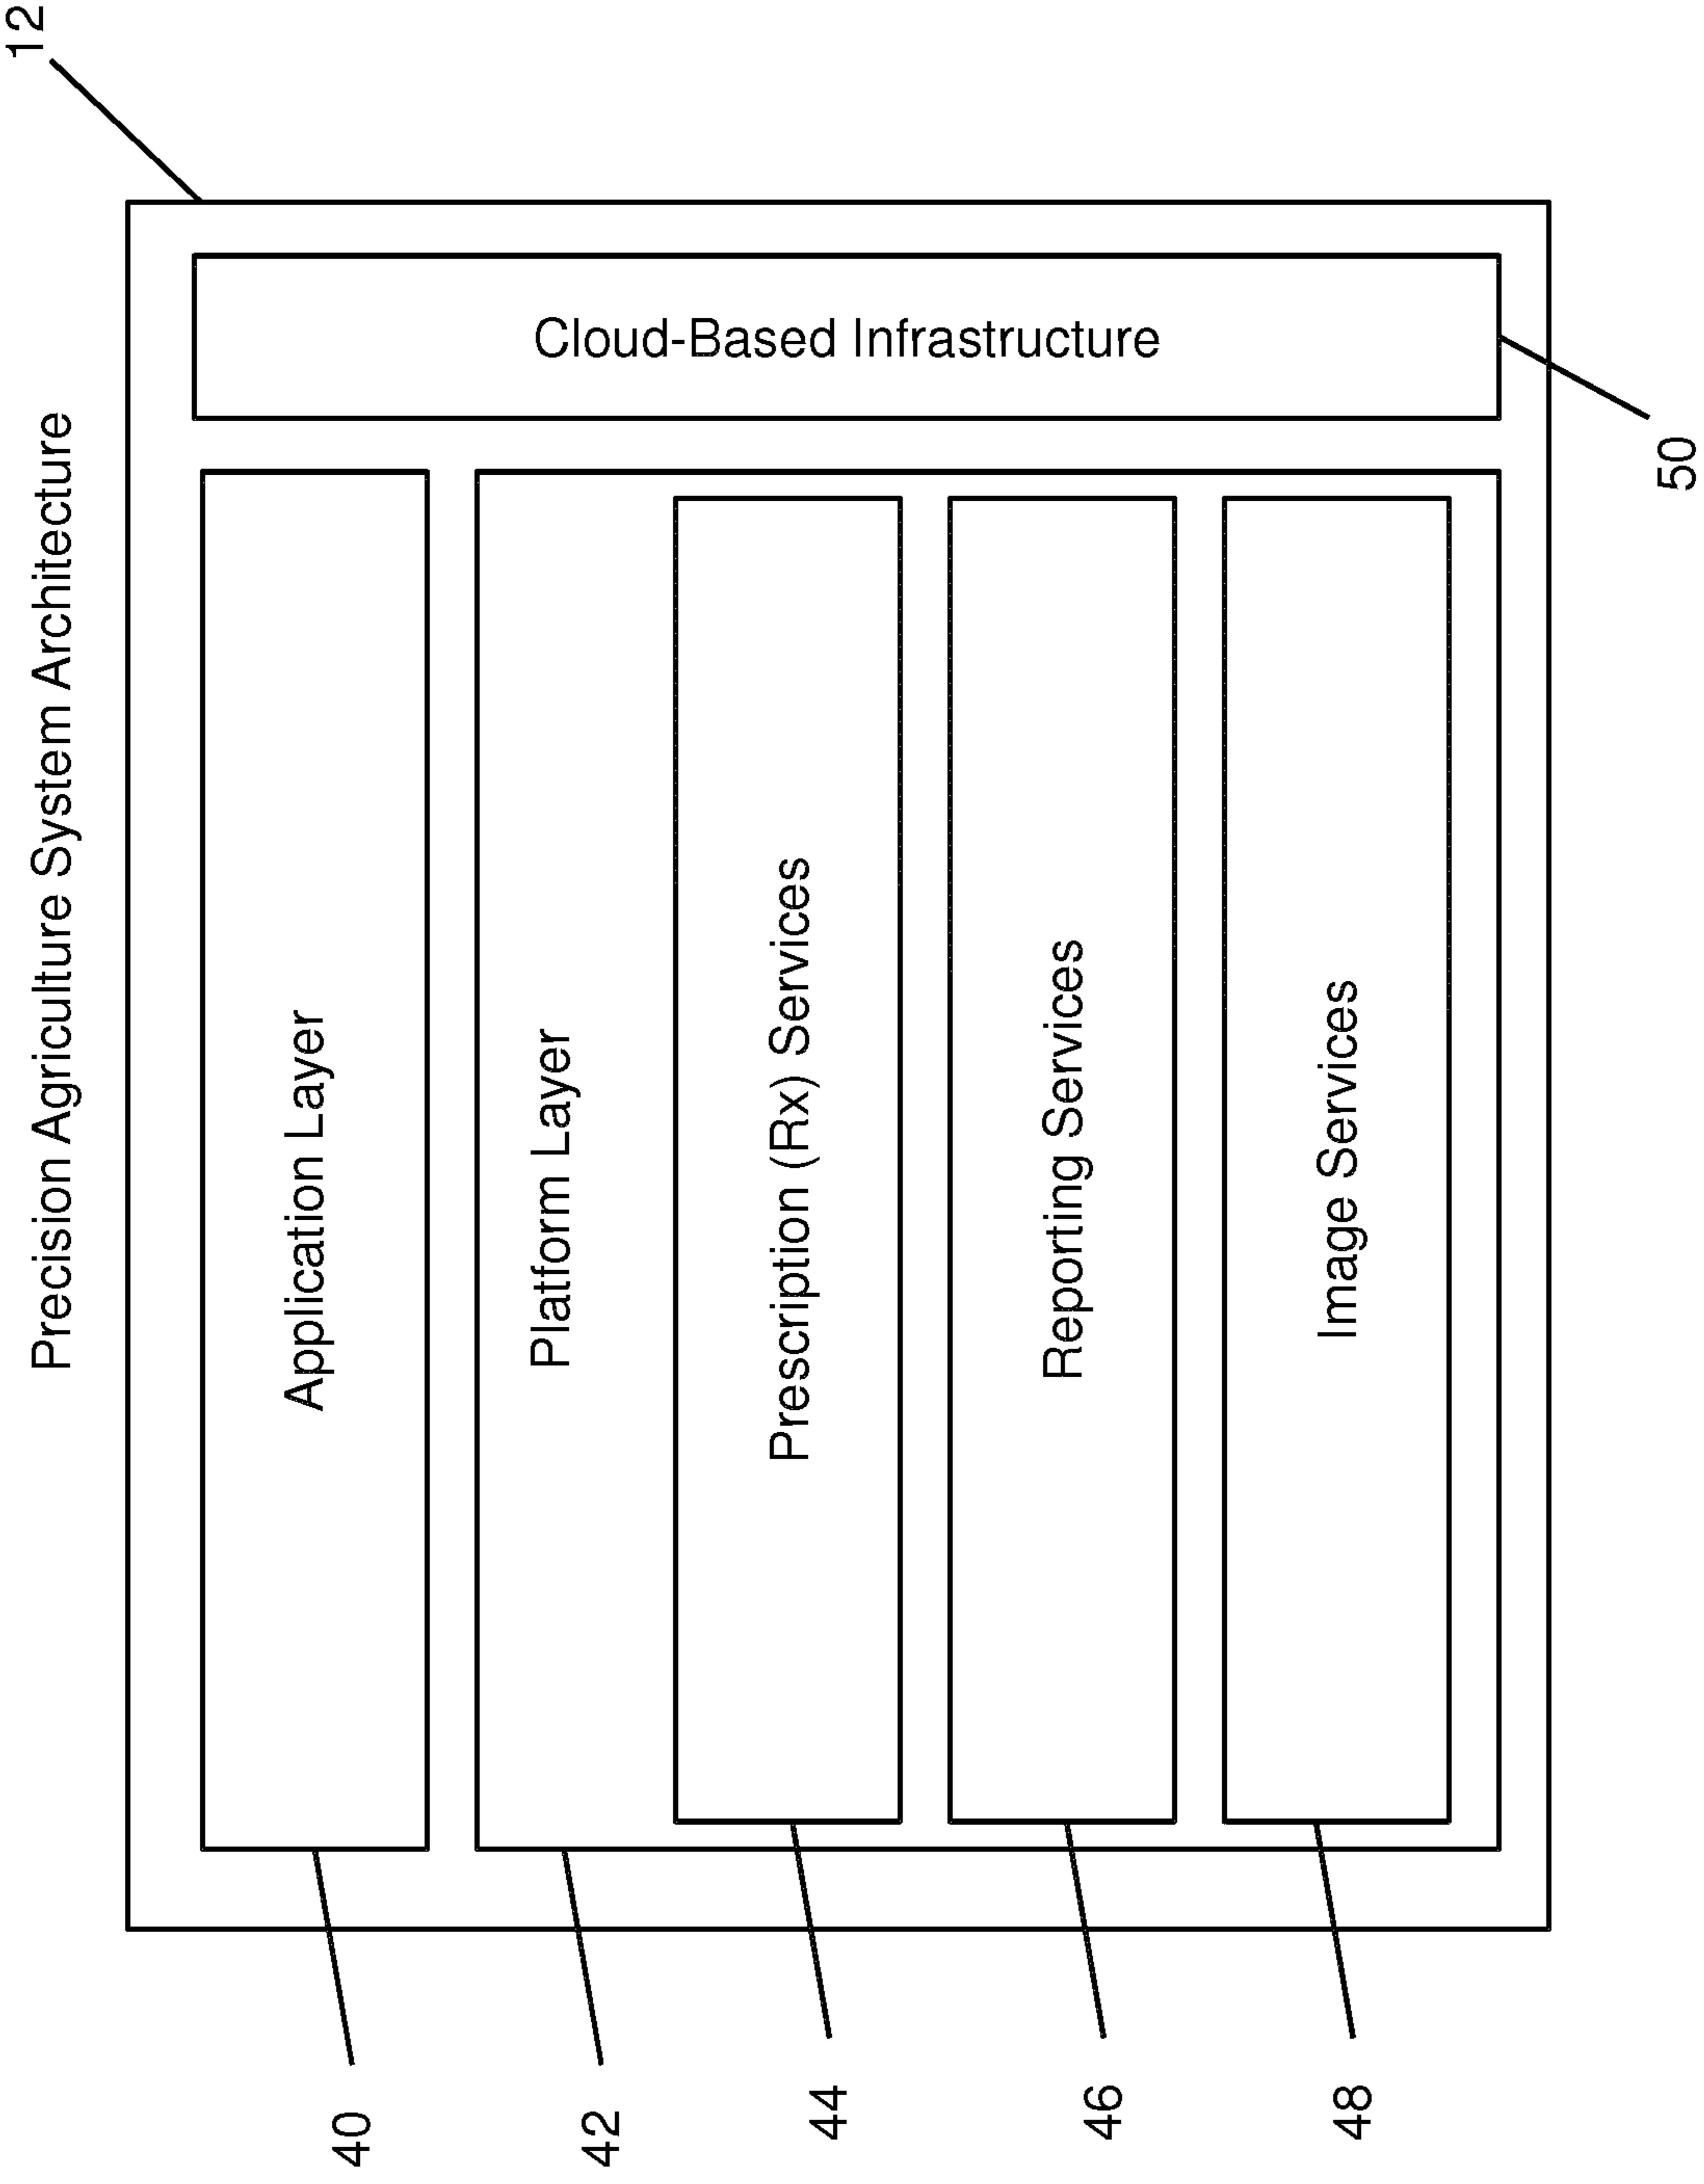 Precision Agriculture System Architecture
12
40
Application Layer
42
Platform Layer
44
Prescription (Rx) Services
46
Reporting Services
48
Image Services
Cloud-Based Infrastructure
50